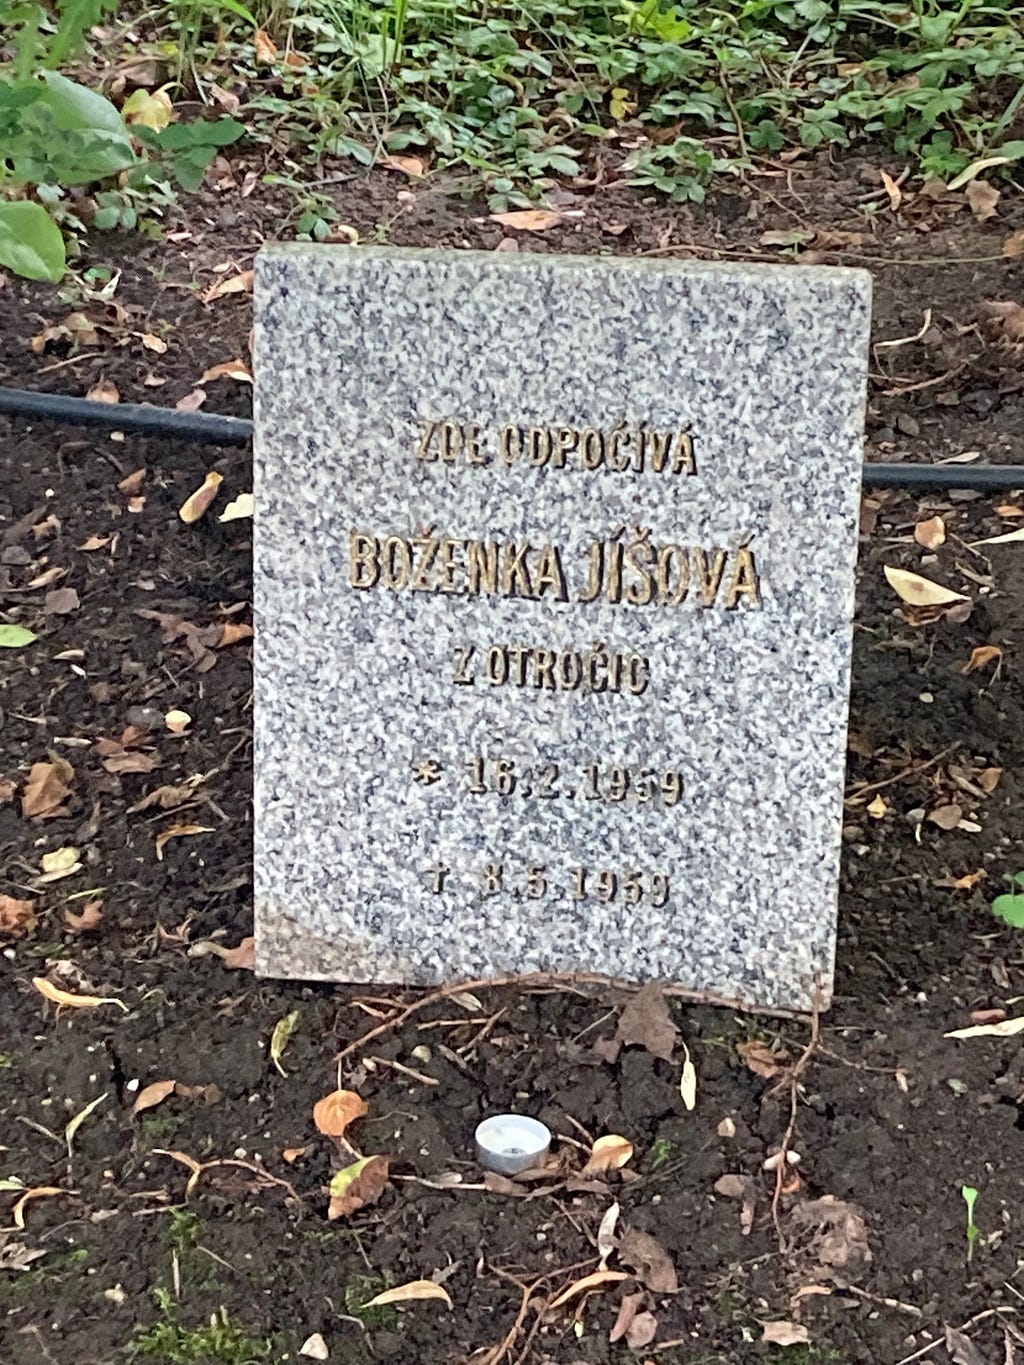 ZDE ODPOČÍVÁ
BOŽENKA JÍŠOVÁ
Z OTROČIC
* 16.2.1959
† 8.5.1959